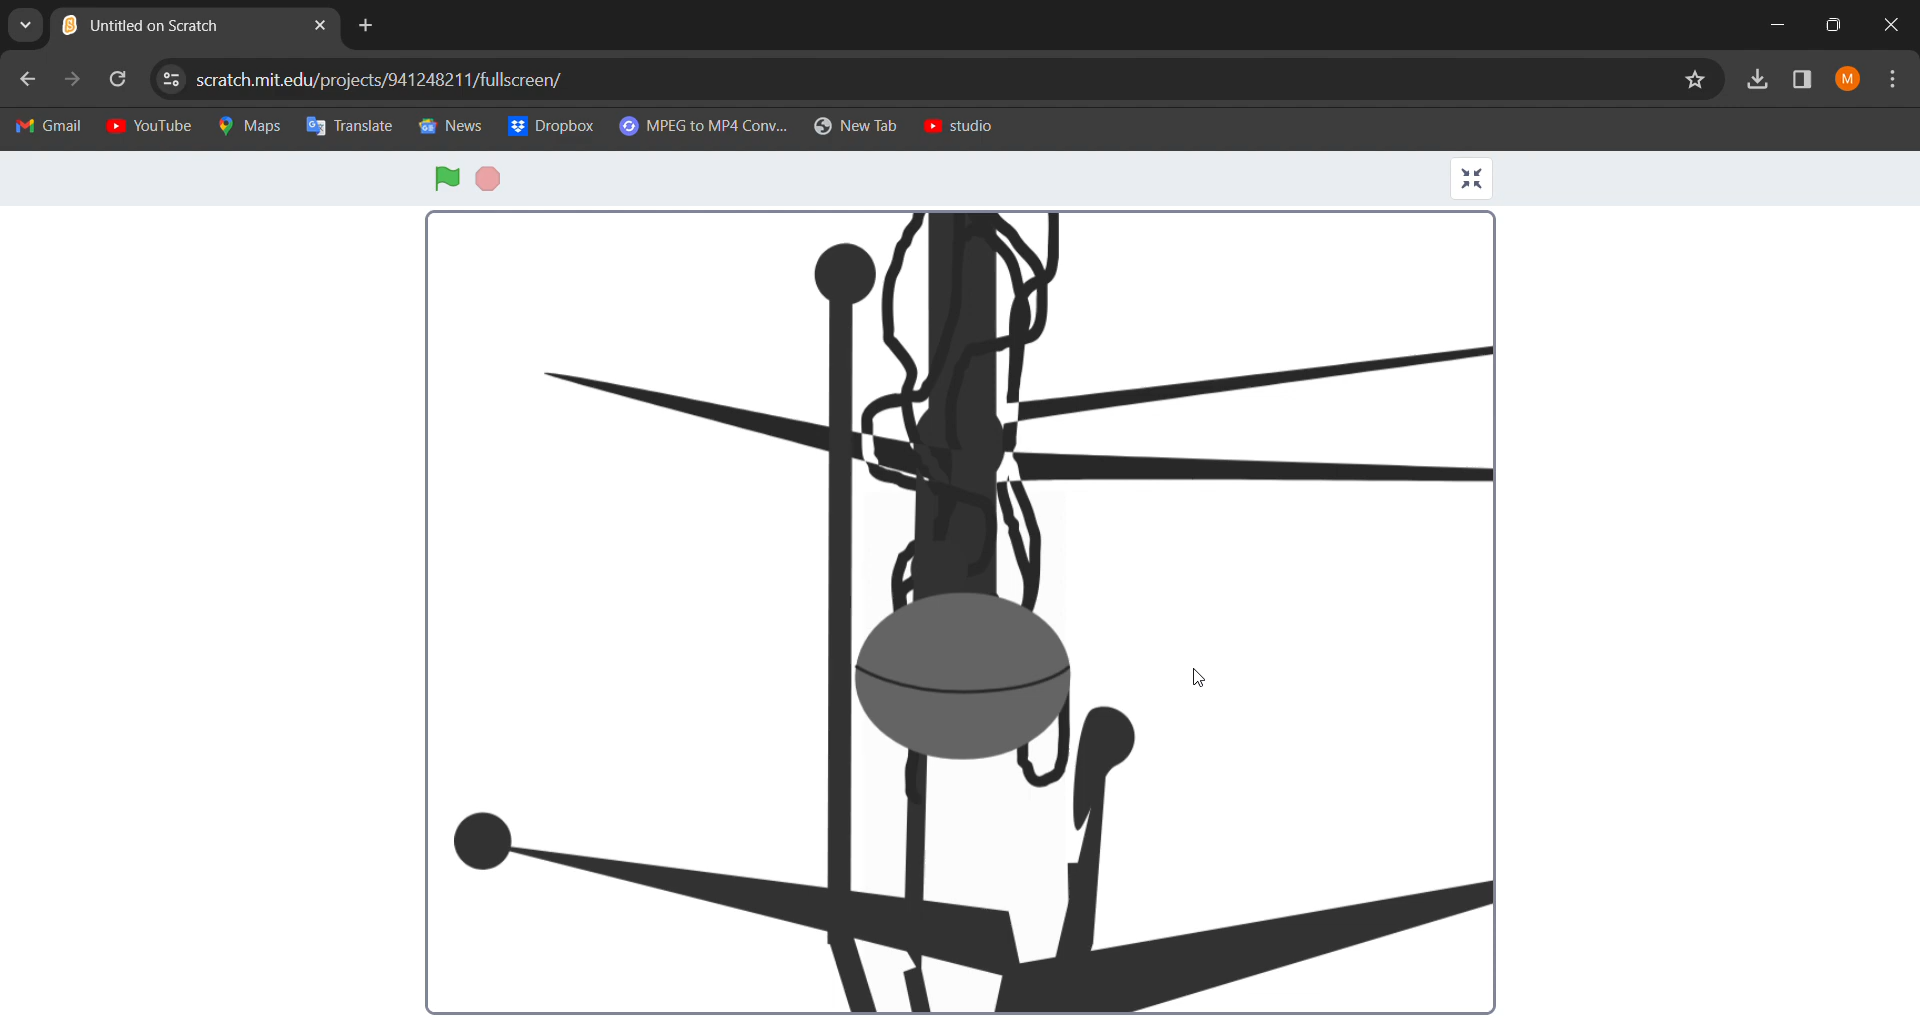 Untitled on Scratch
scratch.mit.edu/projects/941248211/fullscreen/
M
Gmail YouTube Maps Translate News Dropbox MPEG to MP4 Conv... New Tab studio